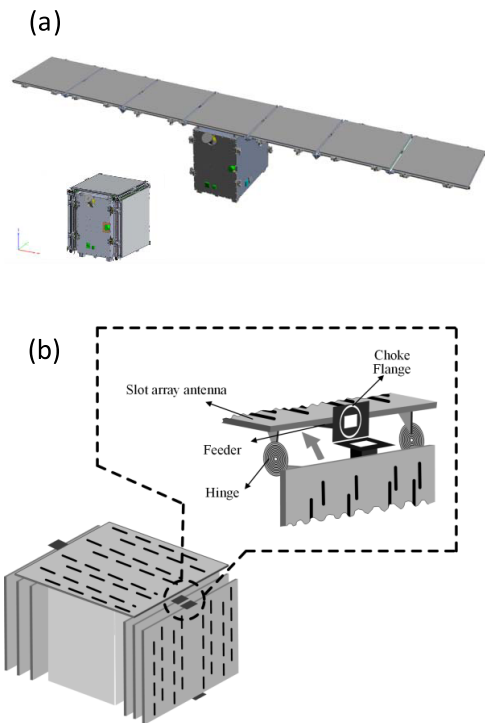 (a)
(b)
Choke
Flange
Slot array antenna
Feeder
Hinge